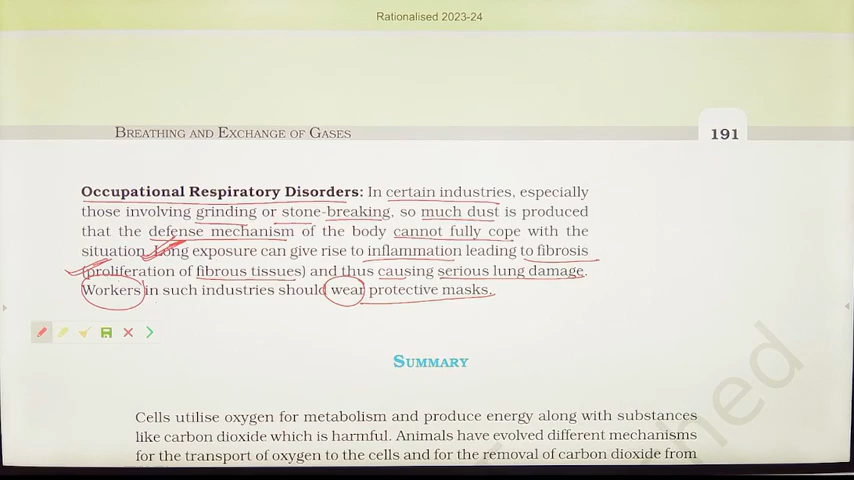 Rationalised 2023-24
BREATHING AND EXCHANGE OF GASES
191
Occupational Respiratory Disorders: In certain industries, especially
those involving grinding or stone-breaking, so much dust is produced
that the defense mechanism of the body cannot fully cope with the
situation. Long exposure can give rise to inflammation leading to fibrosis
(proliferation of fibrous tissues) and thus causing serious lung damage.
Workers in such industries should wear protective masks.
SUMMARY
Cells utilise oxygen for metabolism and produce energy along with substances
like carbon dioxide which is harmful. Animals have evolved different mechanisms
for the transport of oxygen to the cells and for the removal of carbon dioxide from